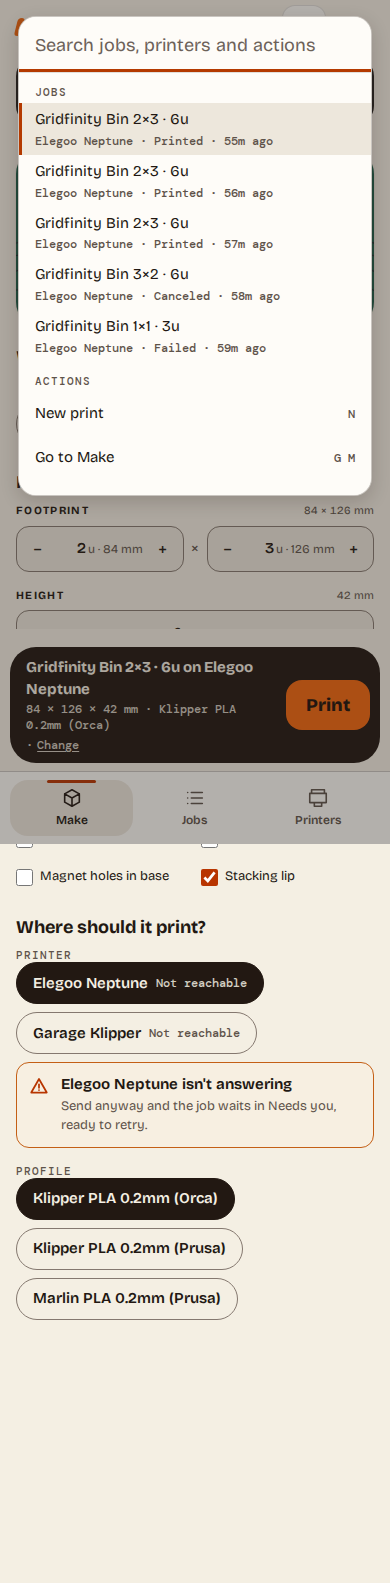 Search jobs, printers and actions
JOBS
Gridfinity Bin 2×3 · 6u
Elegoo Neptune · Printed · 55m ago
Gridfinity Bin 2×3 · 6u
Elegoo Neptune · Printed · 56m ago
Gridfinity Bin 2×3 · 6u
Elegoo Neptune · Printed · 57m ago
Gridfinity Bin 3×2 · 6u
Elegoo Neptune · Canceled · 58m ago
Gridfinity Bin 1×1 · 3u
Elegoo Neptune · Failed · 59m ago
ACTIONS
New print N
Go to Make G M
FOOTPRINT 84 × 126 mm
− 2 u · 84 mm + × − 3 u · 126 mm +
HEIGHT 42 mm
Gridfinity Bin 2×3 · 6u on Elegoo
Neptune
84 × 126 × 42 mm · Klipper PLA
0.2mm (Orca)
· Change
Print
Make Jobs Printers
Magnet holes in base Stacking lip
Where should it print?
PRINTER
Elegoo Neptune Not reachable
Garage Klipper Not reachable
Elegoo Neptune isn't answering
Send anyway and the job waits in Needs you,
ready to retry.
PROFILE
Klipper PLA 0.2mm (Orca)
Klipper PLA 0.2mm (Prusa)
Marlin PLA 0.2mm (Prusa)